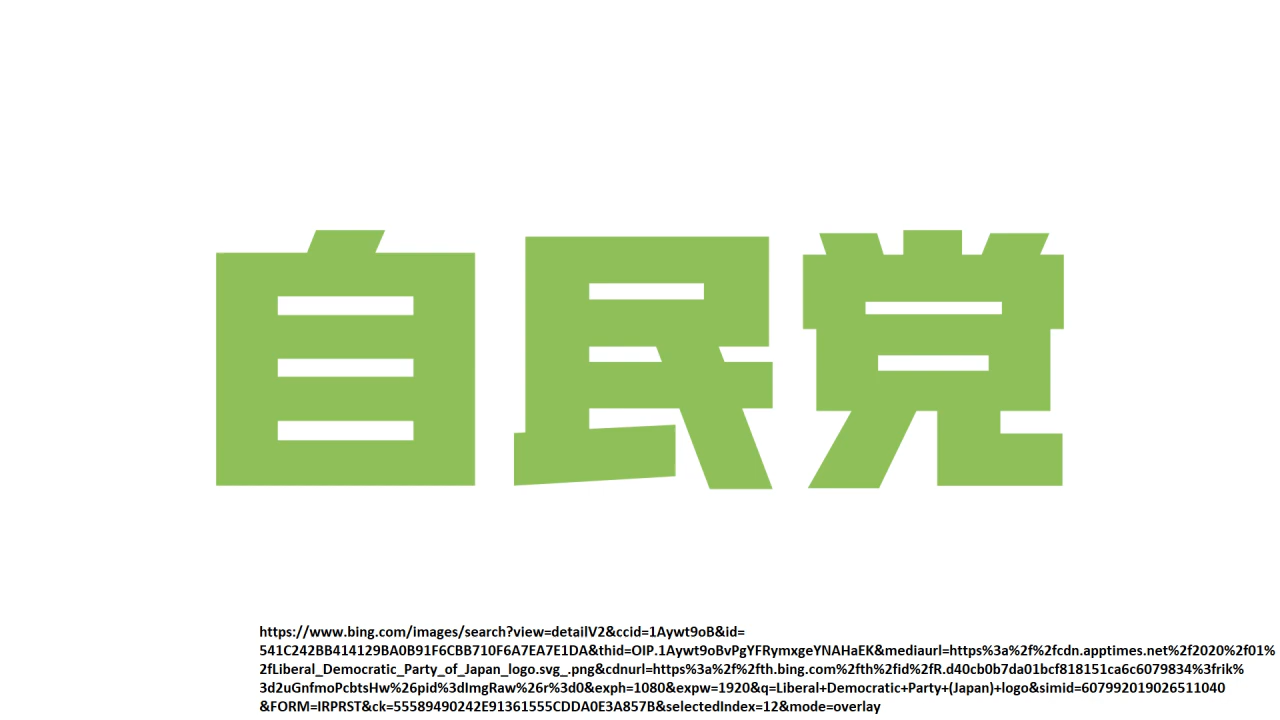 自民党
https://www.bing.com/images/search?view=detailV2&ccid=1Aywt9oB&id=
541C242BB414129BA0B91F6CBB710F6A7EA7E1DA&thid=OIP.1Aywt9oBvPgYFRymxgeYNAHaEK&mediaurl=https%3a%2f%2fcdn.apptimes.net%2f2020%2f01%
2fLiberal_Democratic_Party_of_Japan_logo.svg_.png&cdnurl=https%3a%2f%2fth.bing.com%2fth%2fid%2fR.d40cb0b7da01bcf818151ca6c6079834%3frik%
3d2uGnfmoPcbtsHw%26pid%3dImgRaw%26r%3d0&exph=1080&expw=1920&q=Liberal+Democratic+Party+(Japan)+logo&simid=607992019026511040
&FORM=IRPRST&ck=55589490242E91361555CDDA0E3A857B&selectedIndex=12&mode=overlay